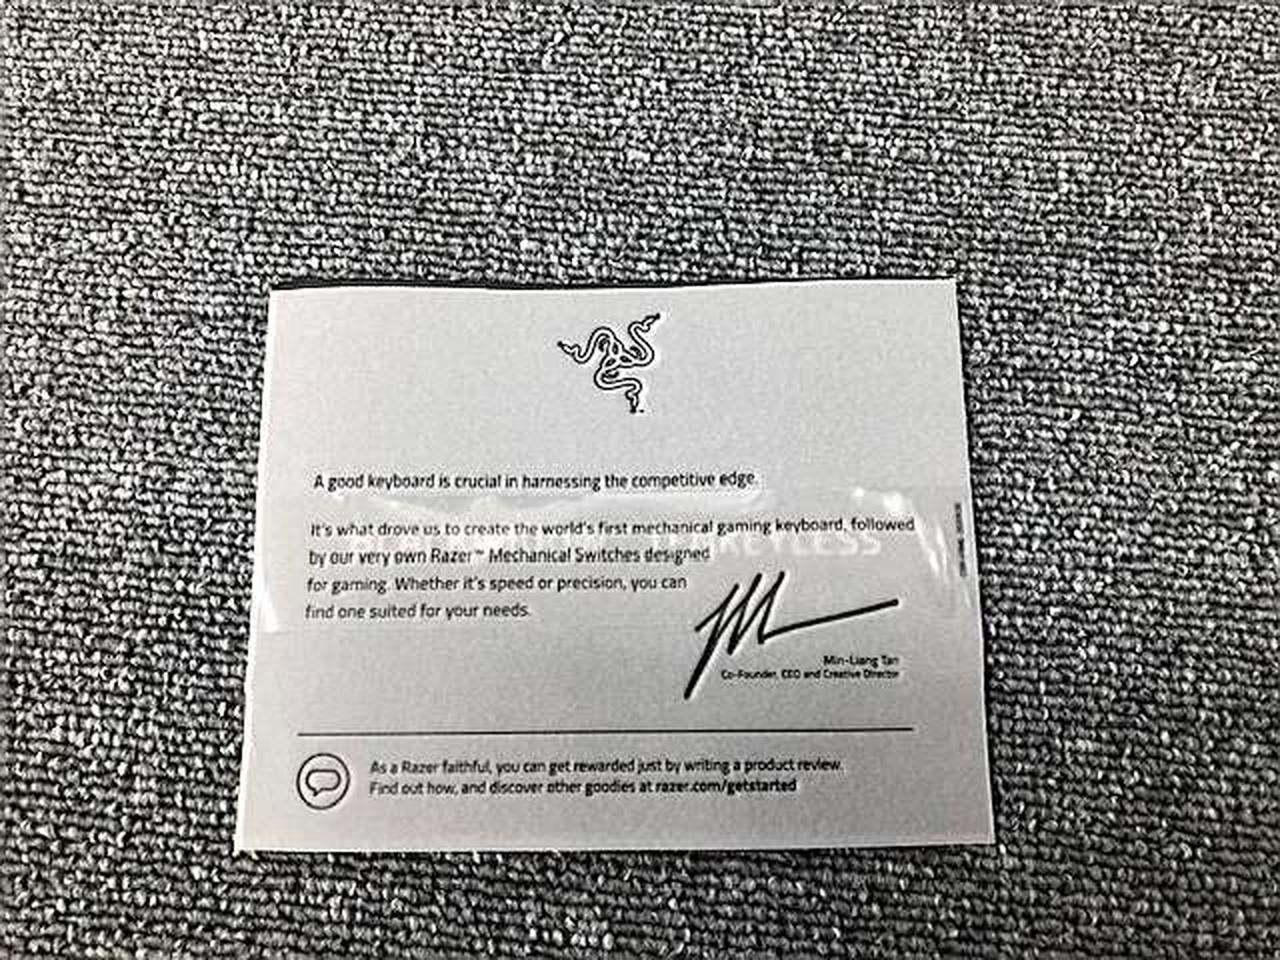 A good keyboard is crucial in harnessing the competitive edge.
It's what drove us to create the world's first mechanical gaming keyboard, followed
by our very own Razer™ Mechanical Switches designed
for gaming. Whether it's speed or precision, you can
find one suited for your needs.
Min-Liang Tan
Co-Founder, CEO and Creative Director
As a Razer faithful, you can get rewarded just by writing a product review.
Find out how, and discover other goodies at razer.com/getstarted